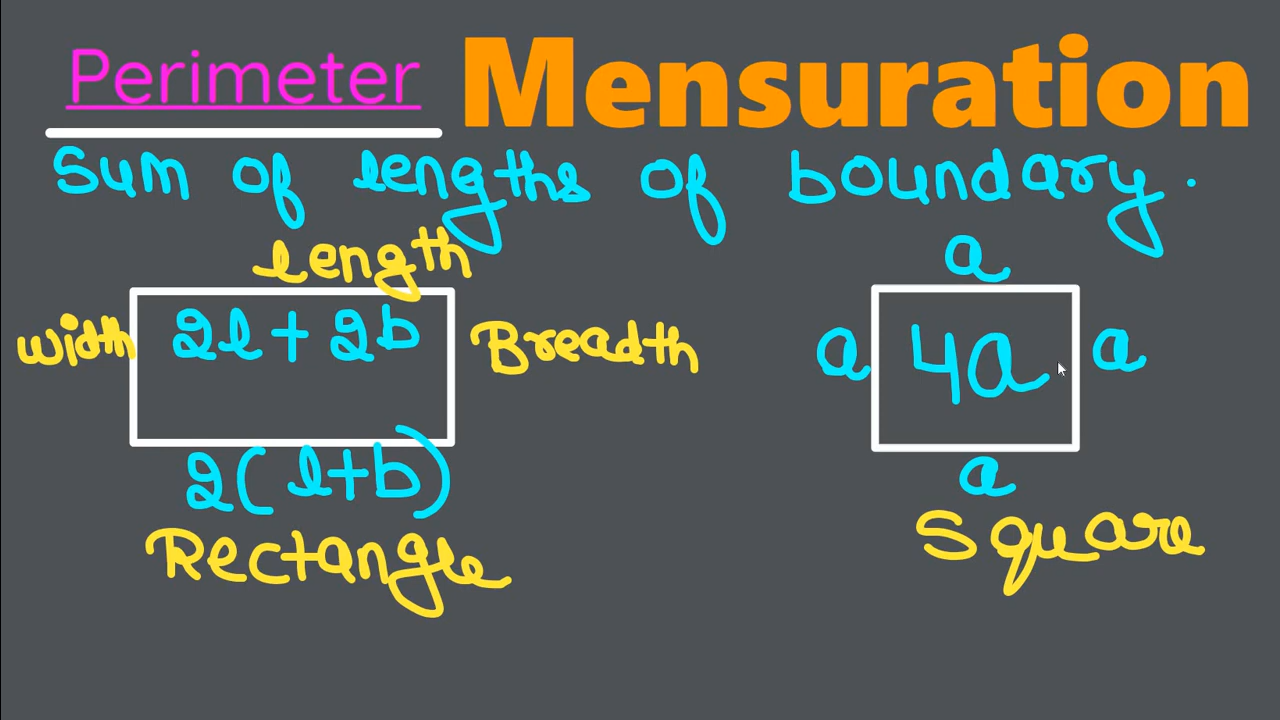 Perimeter Mensuration
Sum of lengths of boundary.
length
width
2l + 2b
Breadth
2(l+b)
Rectangle
a
a
4a
a
a
Square